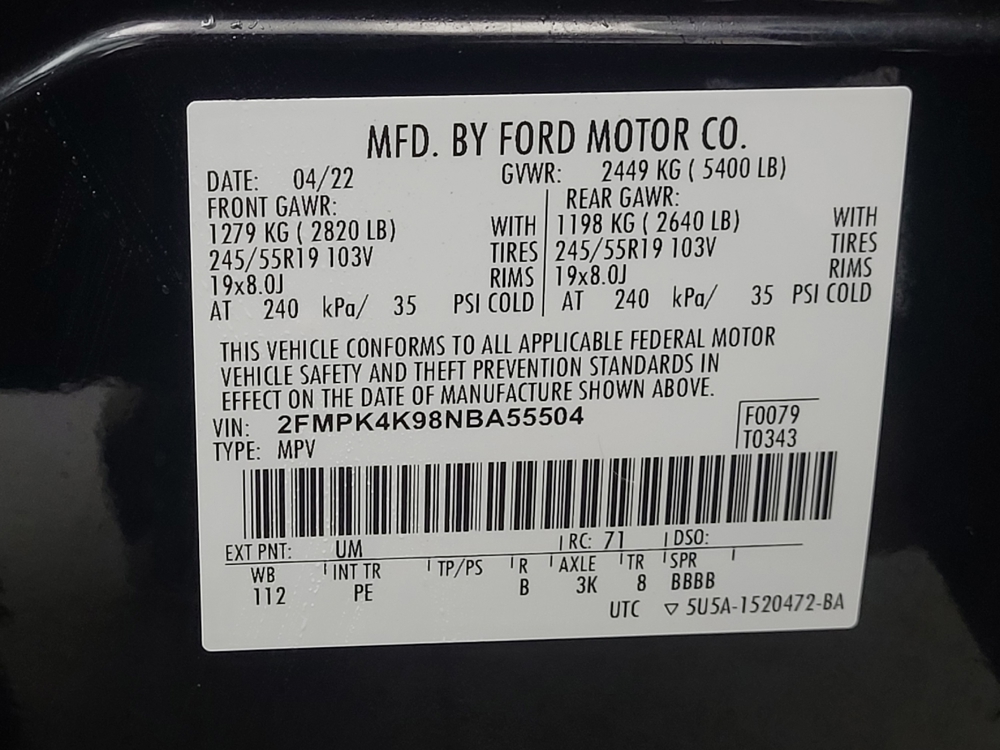 MFD. BY FORD MOTOR CO.
DATE: 04/22 GVWR: 2449 KG ( 5400 LB)
FRONT GAWR: REAR GAWR:
1279 KG ( 2820 LB) WITH 1198 KG ( 2640 LB) WITH
245/55R19 103V TIRES 245/55R19 103V TIRES
19x8.0J RIMS 19x8.0J RIMS
AT 240 kPa/ 35 PSI COLD AT 240 kPa/ 35 PSI COLD
THIS VEHICLE CONFORMS TO ALL APPLICABLE FEDERAL MOTOR
VEHICLE SAFETY AND THEFT PREVENTION STANDARDS IN
EFFECT ON THE DATE OF MANUFACTURE SHOWN ABOVE.
VIN: 2FMPK4K98NBA55504 F0079
TYPE: MPV T0343
EXT PNT: UM RC: 71 DSO:
WB INT TR TP/PS R AXLE TR SPR
112 PE B 3K 8 BBBB
UTC ▽ 5U5A-1520472-BA